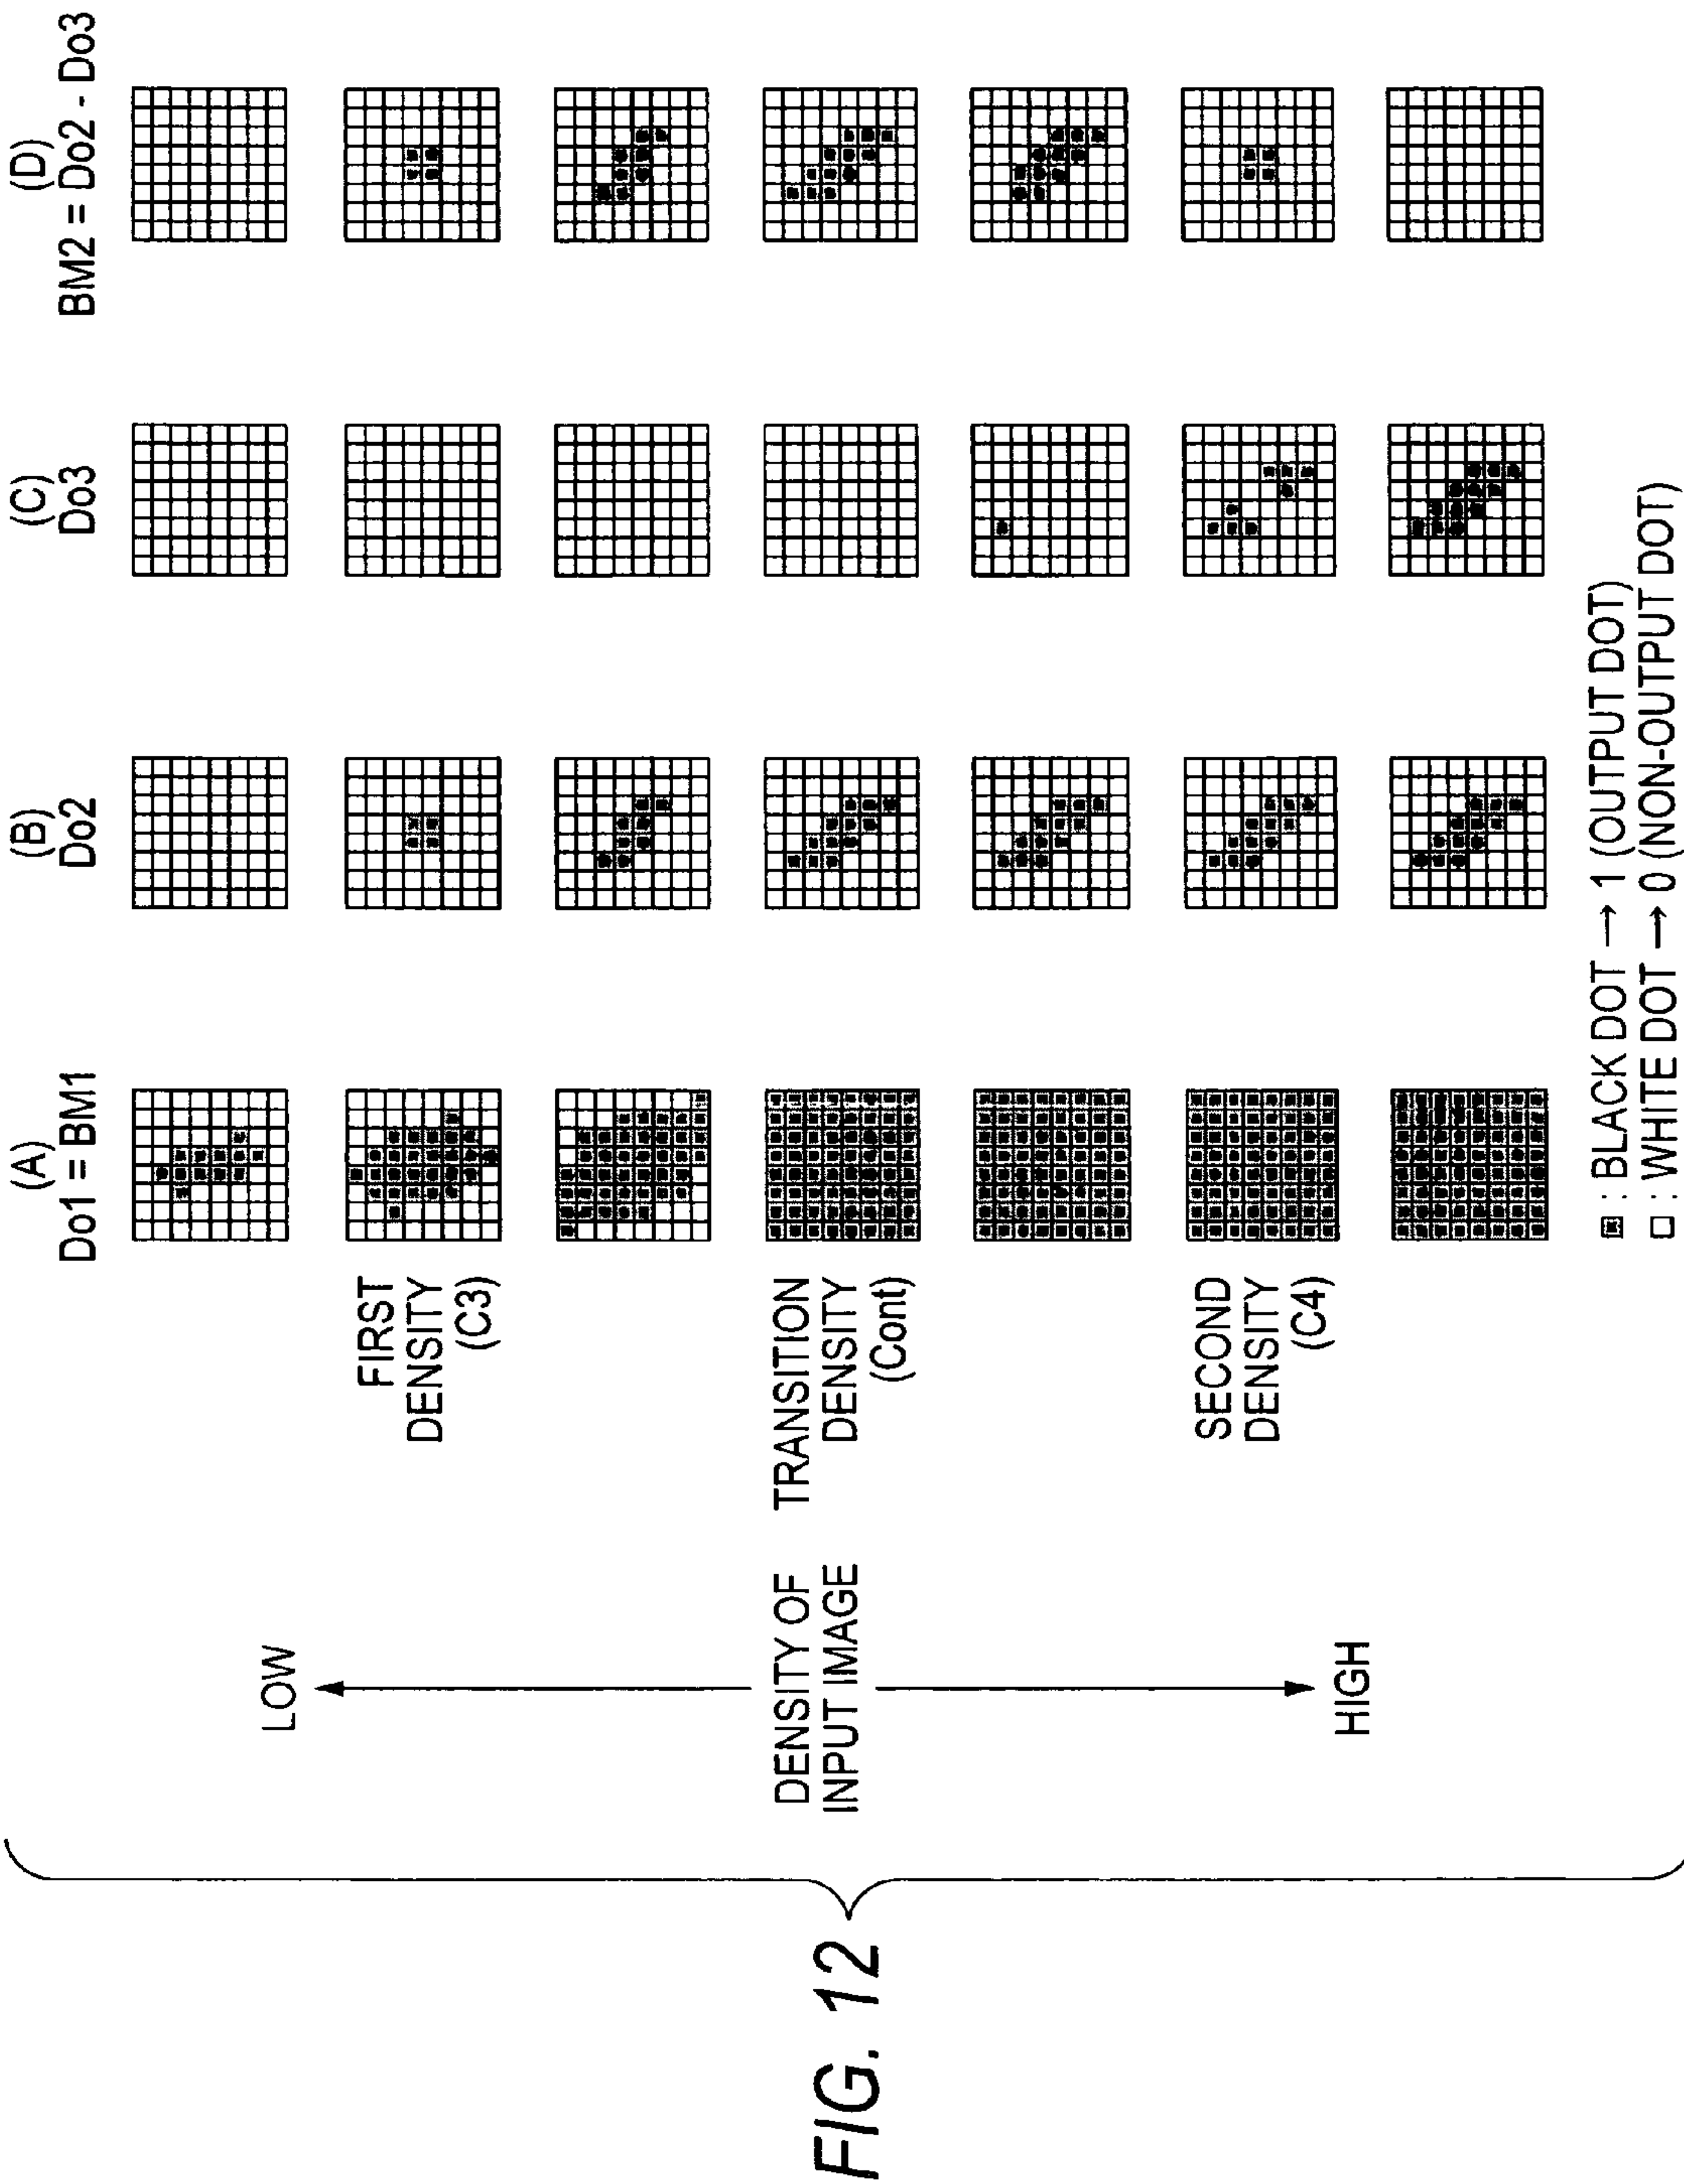 FIG. 12
(A)
Do1 = BM1
(B)
Do2
(C)
Do3
(D)
BM2 = Do2 - Do3
LOW
DENSITY OF
INPUT IMAGE
HIGH
FIRST
DENSITY
(C3)
TRANSITION
DENSITY
(Cont)
SECOND
DENSITY
(C4)
: BLACK DOT → 1 (OUTPUT DOT)
: WHITE DOT → 0 (NON-OUTPUT DOT)